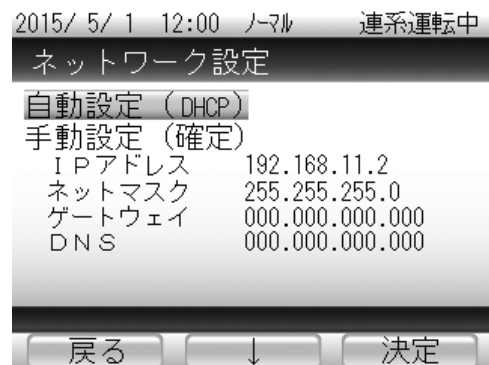 2015/ 5/ 1 12:00 ﾉｰﾏﾙ 連系運転中
ネットワーク設定
自動設定 (DHCP)
手動設定 (確定)
ＩＰアドレス 192.168.11.2
ネットマスク 255.255.255.0
ゲートウェイ 000.000.000.000
ＤＮＳ 000.000.000.000
戻る ↓ 決定